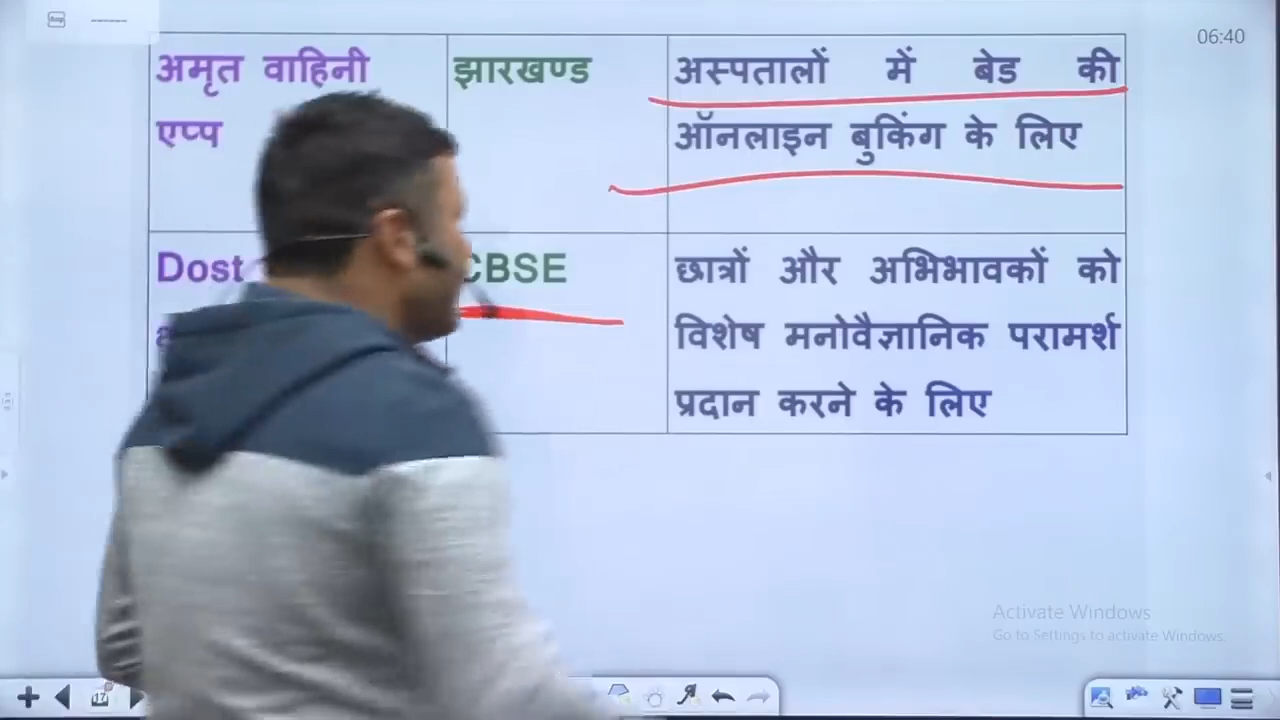 06:40
अमृत वाहिनी
एप्प
झारखण्ड
अस्पतालों में बेड की
ऑनलाइन बुकिंग के लिए
Dost
CBSE
छात्रों और अभिभावकों को
विशेष मनोवैज्ञानिक परामर्श
प्रदान करने के लिए
Activate Windows
Go to Settings to activate Windows.
17